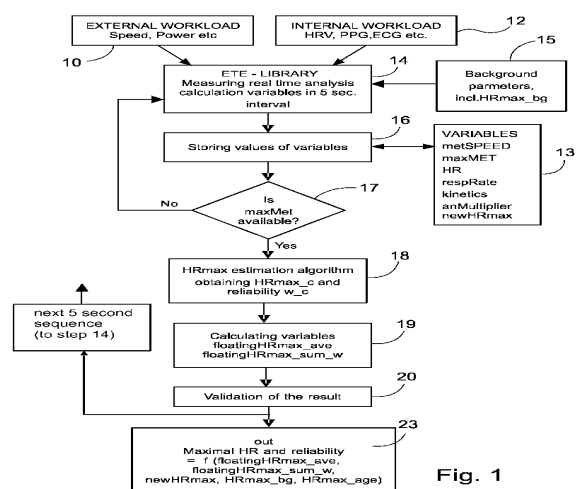 EXTERNAL WORKLOAD
Speed, Power etc
10
INTERNAL WORKLOAD
HRV, PPG,ECG etc.
12
ETE - LIBRARY
Measuring real time analysis
calculation variables in 5 sec.
interval
14
15
Background
parmeters,
incl.HRmax_bg
16
Storing values of variables
VARIABLES
metSPEED
maxMET
HR
respRate
kinetics
anMultiplier
newHRmax
13
17
Is
maxMet
available?
No
Yes
HRmax estimation algorithm
obtaining HRmax_c and
reliability w_c
18
next 5 second
sequence
(to step 14)
Calculating variables
floatingHRmax_ave
floatingHRmax_sum_w
19
Validation of the result
20
out
Maximal HR and reliability
= f (floatingHRmax_ave,
floatingHRmax_sum_w,
newHRmax, HRmax_bg, HRmax_age)
23
Fig. 1